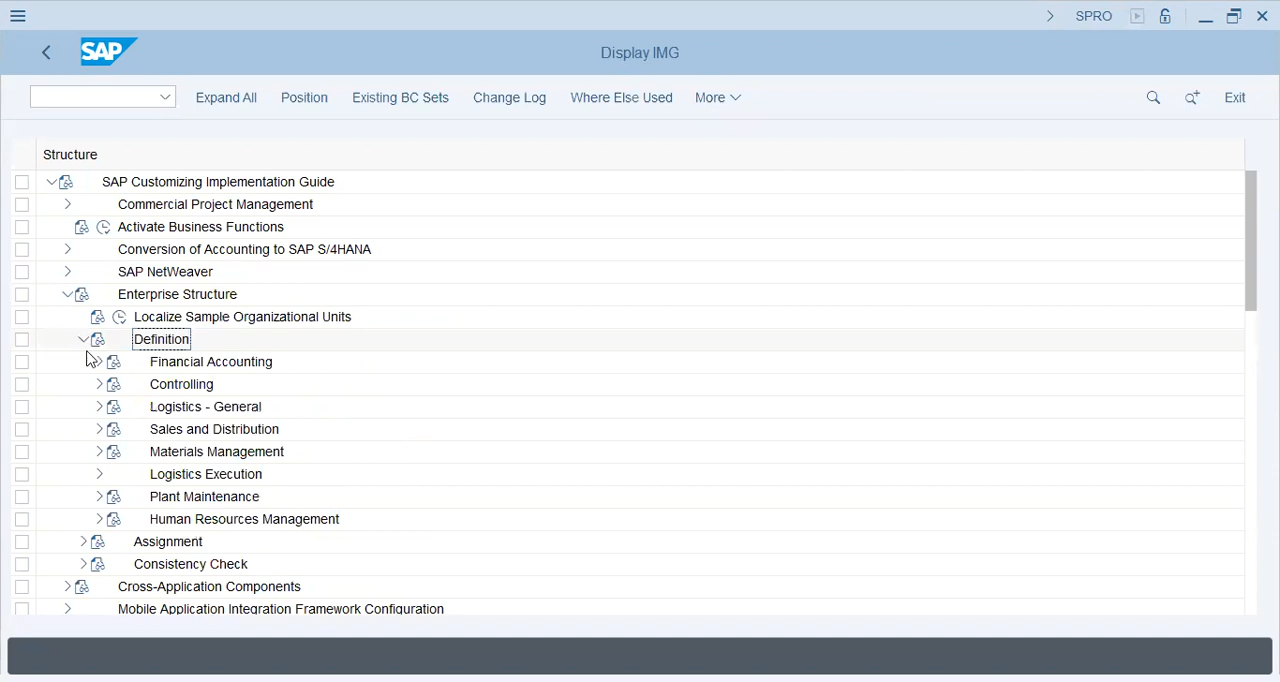 SPRO
SAP
Display IMG
Expand All Position Existing BC Sets Change Log Where Else Used More Exit
Structure
SAP Customizing Implementation Guide
Commercial Project Management
Activate Business Functions
Conversion of Accounting to SAP S/4HANA
SAP NetWeaver
Enterprise Structure
Localize Sample Organizational Units
Definition
Financial Accounting
Controlling
Logistics - General
Sales and Distribution
Materials Management
Logistics Execution
Plant Maintenance
Human Resources Management
Assignment
Consistency Check
Cross-Application Components
Mobile Application Integration Framework Configuration